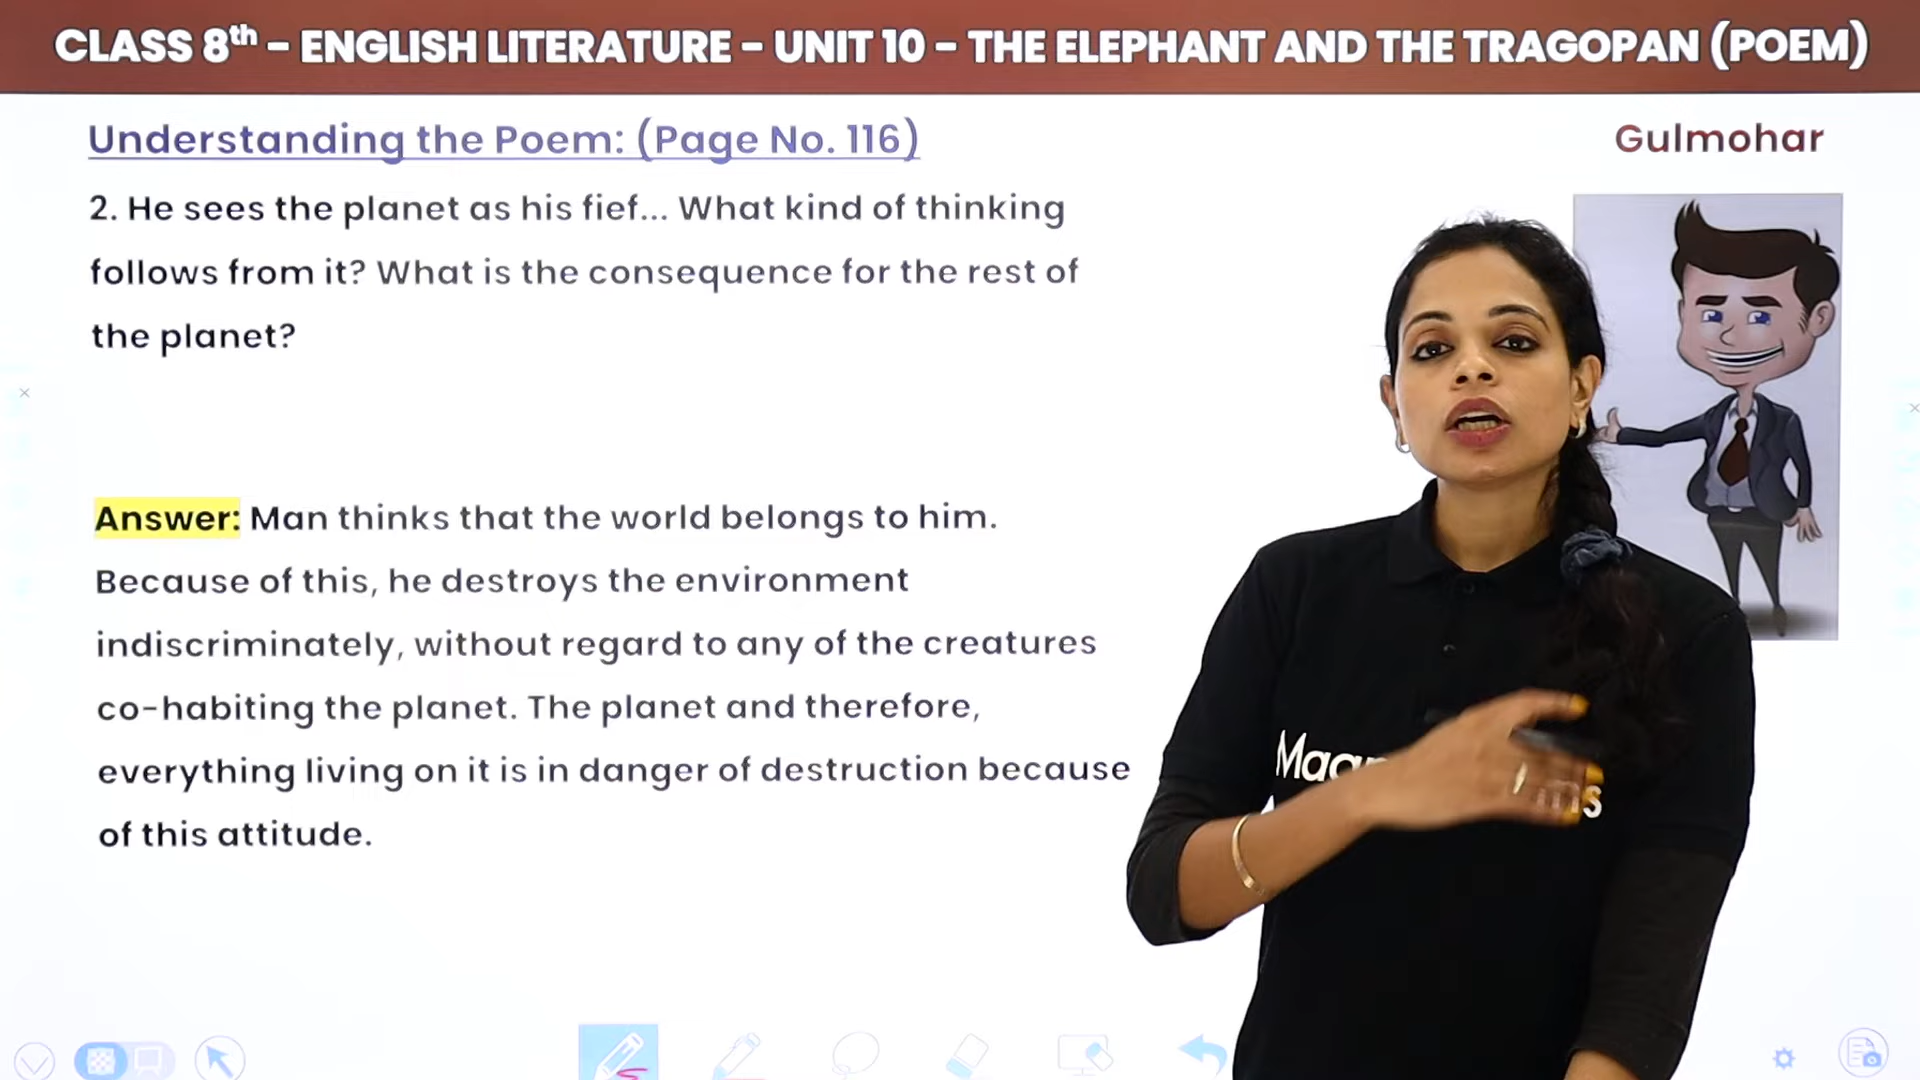 CLASS 8th - ENGLISH LITERATURE - UNIT 10 - THE ELEPHANT AND THE TRAGOPAN (POEM)
Understanding the Poem: (Page No. 116)
Gulmohar
2. He sees the planet as his fief... What kind of thinking
follows from it? What is the consequence for the rest of
the planet?
Answer: Man thinks that the world belongs to him.
Because of this, he destroys the environment
indiscriminately, without regard to any of the creatures
co-habiting the planet. The planet and therefore,
everything living on it is in danger of destruction because
of this attitude.